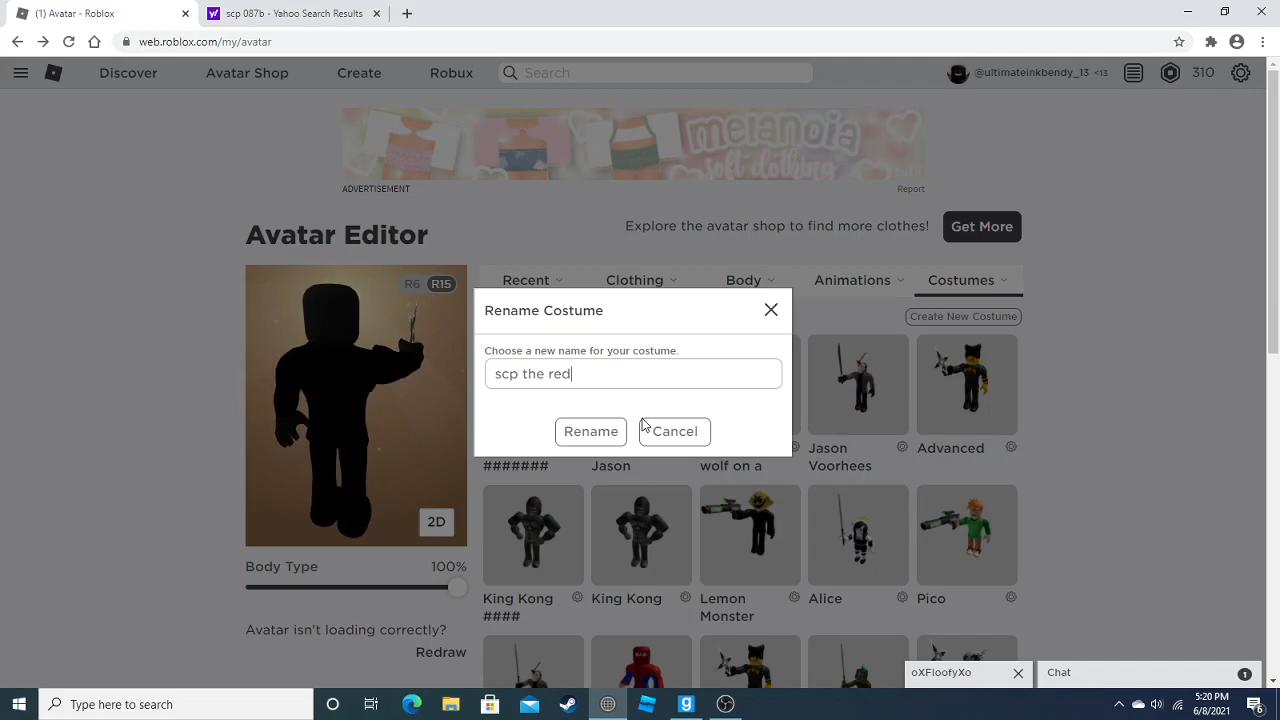 (1) Avatar - Roblox
scp 087b - Yahoo Search Results
web.roblox.com/my/avatar
Discover
Avatar Shop
Create
Robux
Search
@ultimateinkbendy_13 <13
310
melanoia
soft clothing
ADVERTISEMENT
Report
Avatar Editor
Explore the avatar shop to find more clothes!
Get More
R6
R15
Recent
Clothing
Body
Animations
Costumes
Create New Costume
Rename Costume
Choose a new name for your costume.
scp the red
Rename
Cancel
#######
Jason
wolf on a
Jason
Voorhees
Advanced
2D
Body Type
100%
King Kong
####
King Kong
Lemon
Monster
Alice
Pico
Avatar isn't loading correctly?
Redraw
oXFloofyXo
Chat
1
Type here to search
5:20 PM
6/8/2021
6